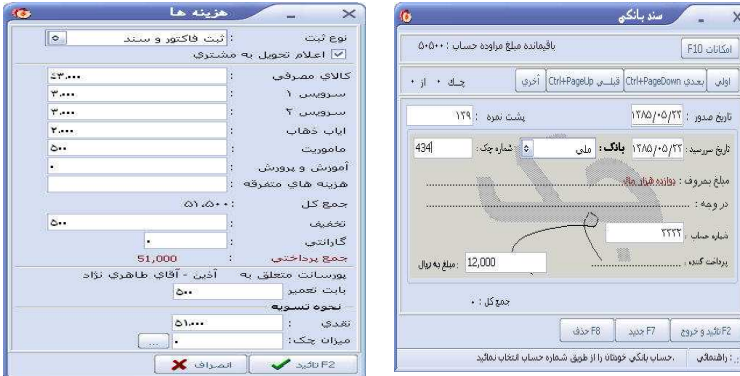 هزینه ها
نوع ثبت : ثبت فاکتور و سند
اعلام تحویل به مشتری
کالای مصرفی : ۴۳.۰۰۰
سرویس ۱ : ۳.۰۰۰
سرویس ۲ : ۳.۰۰۰
ایاب ذهاب : ۲.۰۰۰
ماموریت : ۵۰۰
آموزش و پرورش : ۰
هزینه های متفرقه :
جمع کل : ۵۱،۵۰۰
تخفیف : ۵۰۰
گارانتی : ۰
جمع پرداختی : 51,000
پورسانت متعلق به آذین - آقای طاهری نژاد
بابت تعمیر ۵۰۰
نحوه تسویه
نقدی : ۵۱.۰۰۰
میزان چک: ۰ ...
F2 تائید انصراف
سند بانکی
امکانات F10 باقیمانده مبلغ مراوده حساب : ۵۰۵۰۰
اولی بعدی Ctrl+PageDown قبلی Ctrl+PageUp آخری چک ۰ از ۰
تاریخ صدور : ۱۳۸۵/۰۵/۲۲ پشت نمره : ۱۳۹
تاریخ سررسید : ۱۳۸۵/۰۵/۲۲ بانک : ملی شماره چک : 434
مبلغ بحروف : دوازده هزار ریال
در وجه :
شماره حساب : ۲۲۲۲
پرداخت کننده : مبلغ به ریال : 12,000
جمع کل : ۰
F2 تائید و خروج F7 جدید F8 حذف
راهنمائی : حساب بانکی خودتان را از طریق شماره حساب انتخاب نمائید.